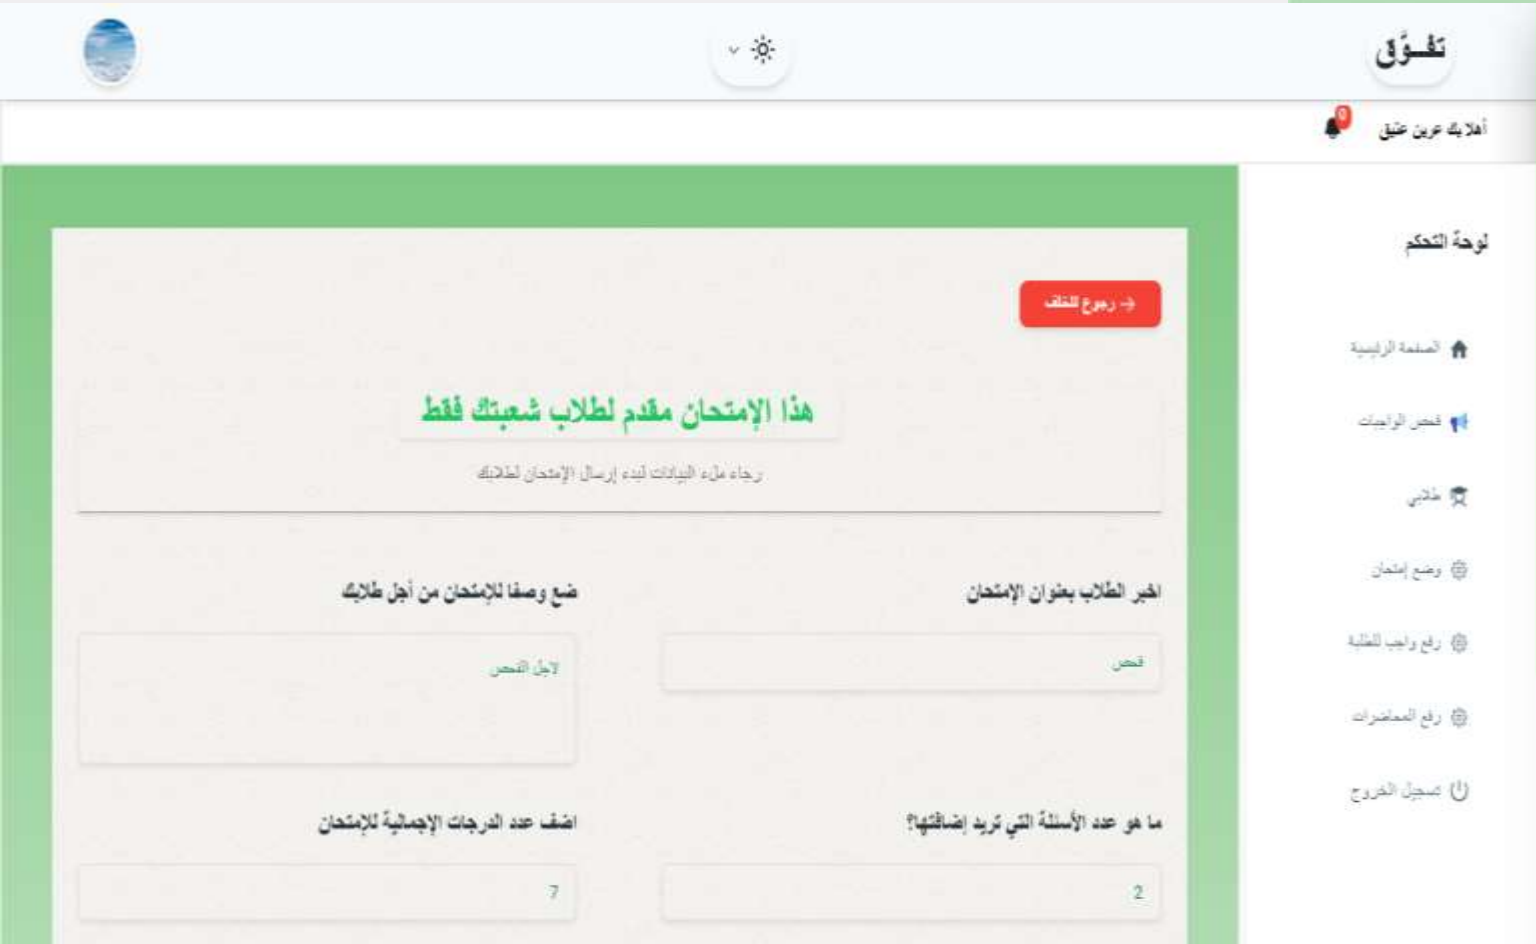 تفــوَّق
أهلا بك عرين عتيق
0
لوحة التحكم
الصفحة الرئيسية
فحص الواجبات
طلابي
وضع إمتحان
رفع واجب للطلبة
رفع المحاضرات
تسجيل الخروج
→ رجوع للخلف
هذا الإمتحان مقدم لطلاب شعبتك فقط
رجاء ملء البيانات لبدء إرسال الإمتحان لطلابك
اخبر الطلاب بعنوان الإمتحان
فحص
ضع وصفا للإمتحان من أجل طلابك
لاجل الفحص
ما هو عدد الأسئلة التي تريد إضافتها؟
2
اضف عدد الدرجات الإجمالية للإمتحان
7